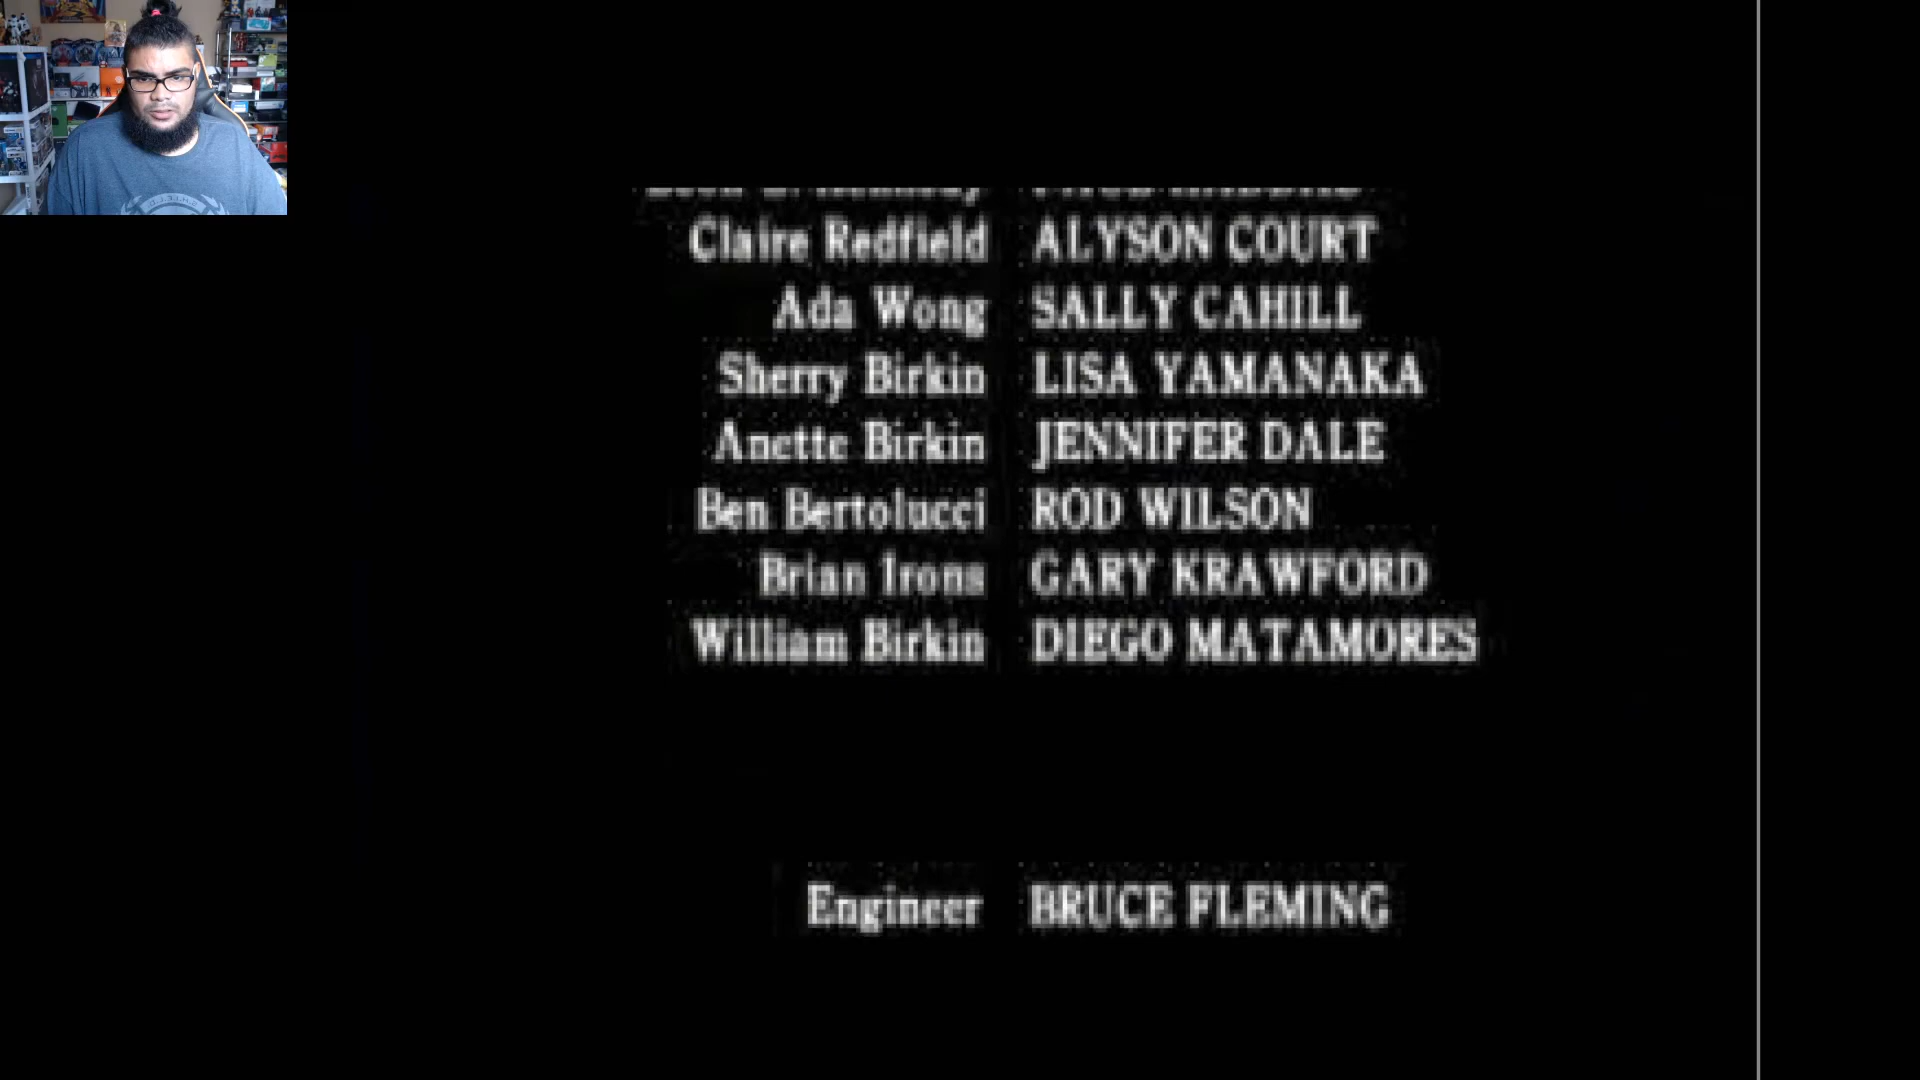 Claire Redfield ALYSON COURT
Ada Wong SALLY CAHILL
Sherry Birkin LISA YAMANAKA
Anette Birkin JENNIFER DALE
Ben Bertolucci ROD WILSON
Brian Irons GARY KRAWFORD
William Birkin DIEGO MATAMORES
Engineer BRUCE FLEMING